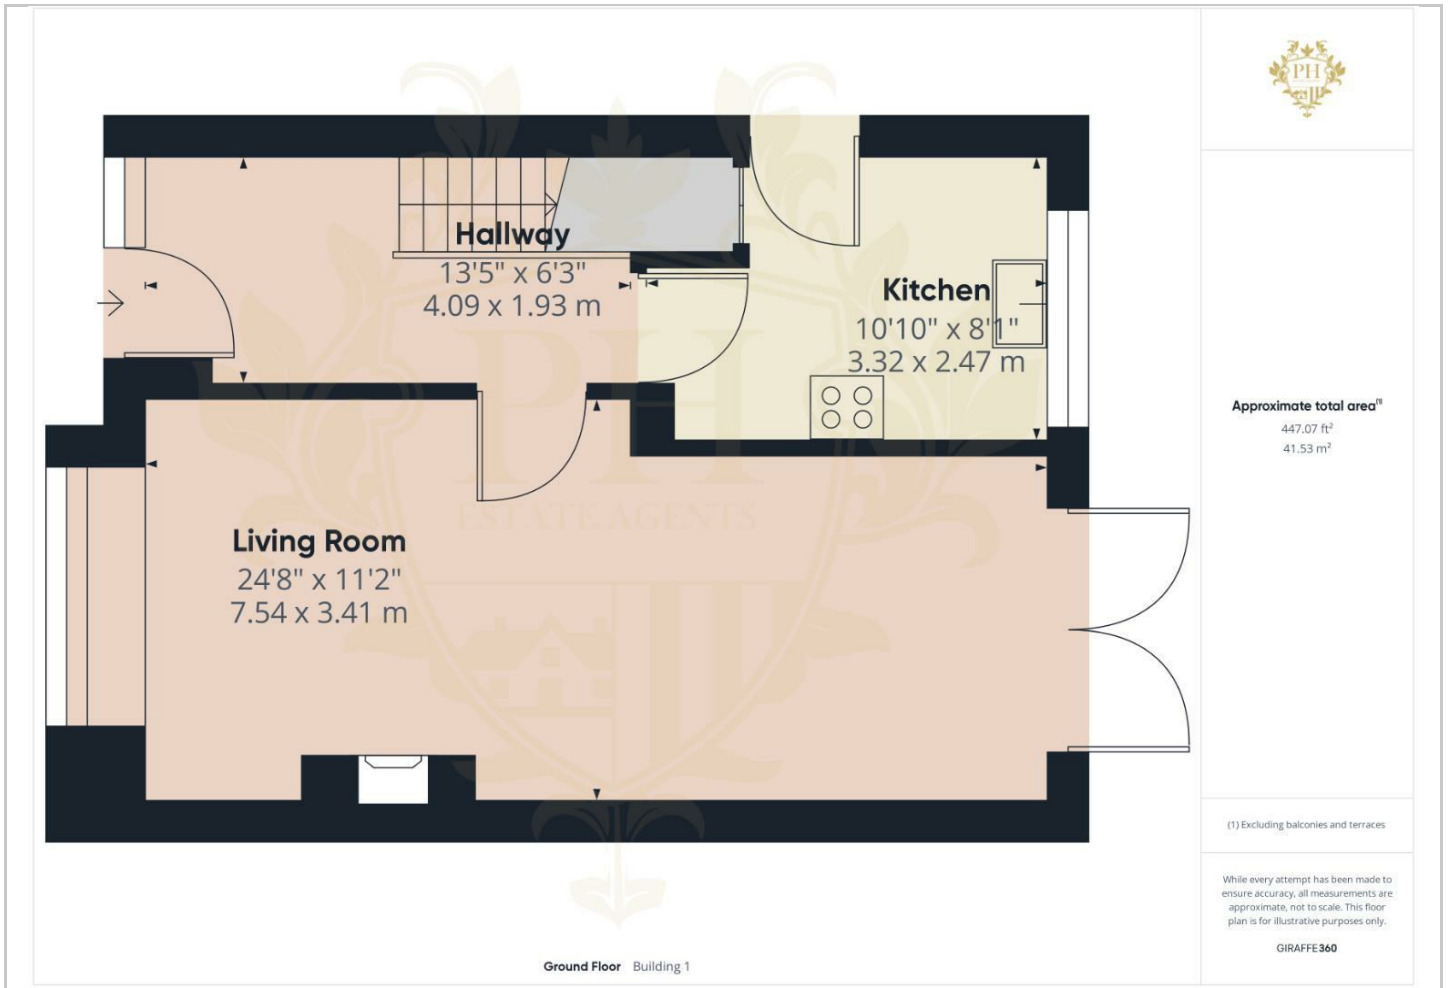 PH
Hallway
13'5" x 6'3"
4.09 x 1.93 m
Kitchen
10'10" x 8'1"
3.32 x 2.47 m
PH
ESTATE AGENTS
Living Room
24'8" x 11'2"
7.54 x 3.41 m
Approximate total area(1)
447.07 ft²
41.53 m²
(1) Excluding balconies and terraces
While every attempt has been made to
ensure accuracy, all measurements are
approximate, not to scale. This floor
plan is for illustrative purposes only.
GIRAFFE360
Ground Floor Building 1